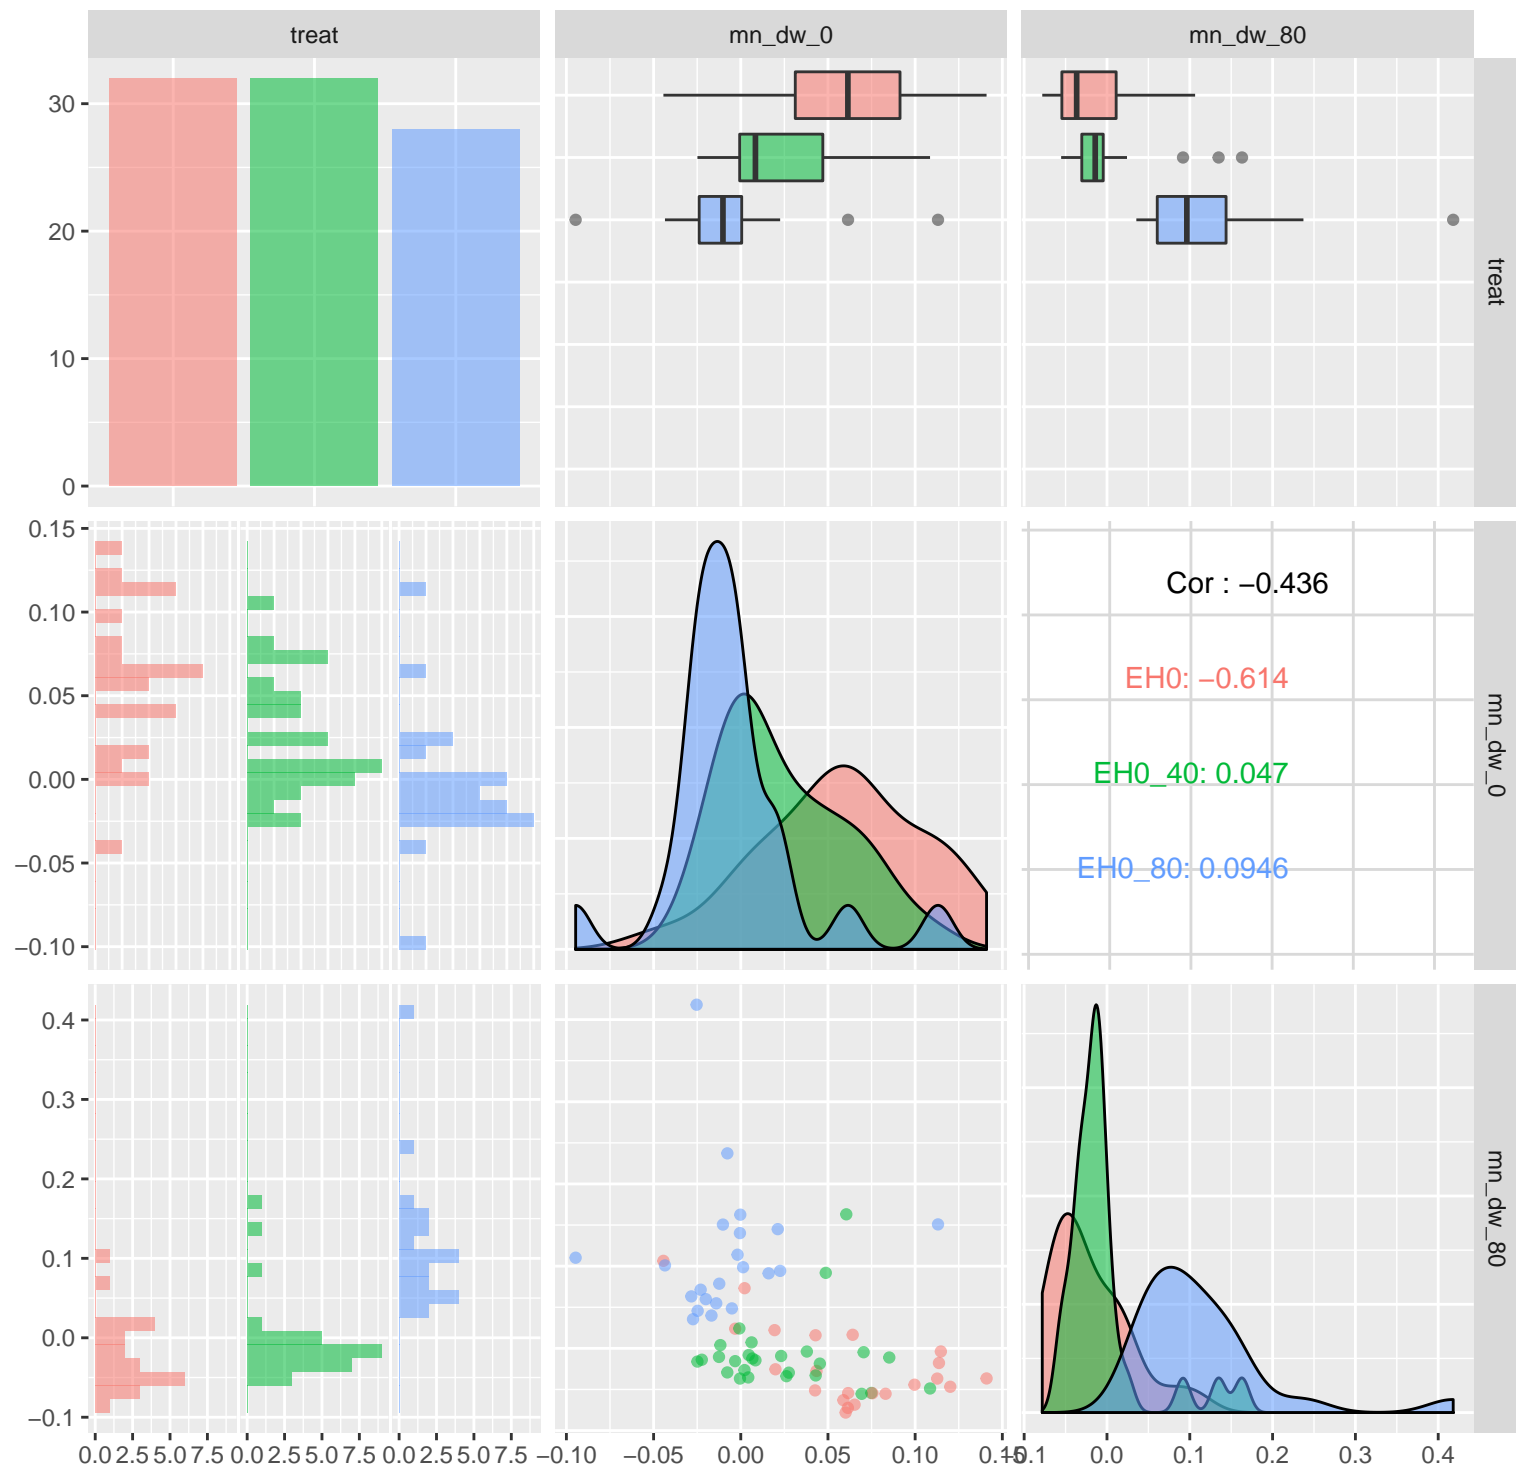 treat mn_dw_0 mn_dw_80
30
20
10
0
treat
0.15
0.10
0.05
0.00
−0.05
−0.10
Cor : −0.436
EH0: −0.614
EH0_40: 0.047
EH0_80: 0.0946
mn_dw_0
0.4
0.3
0.2
0.1
0.0
−0.1
mn_dw_80
0.0 2.5 5.0 7.5 0.0 2.5 5.0 7.5 0.0 2.5 5.0 7.5 −0.10 −0.05 0.00 0.05 0.10 0.15 −0.1 0.0 0.1 0.2 0.3 0.4